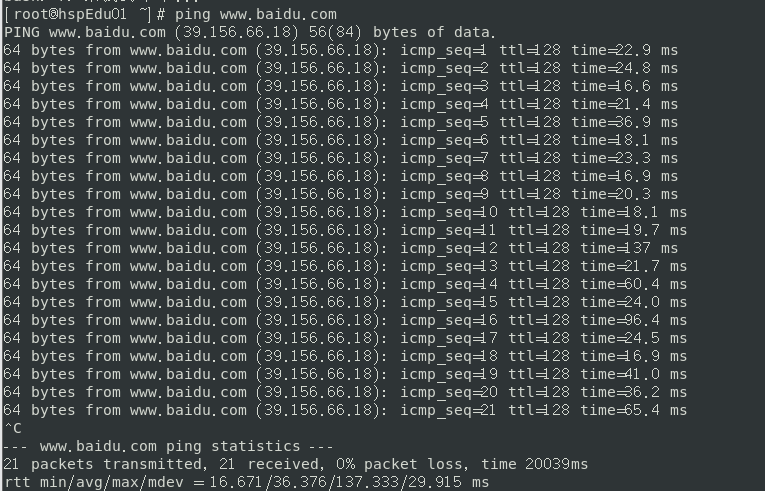 [root@hspEdu01 ~]# ping www.baidu.com
PING www.baidu.com (39.156.66.18) 56(84) bytes of data.
64 bytes from www.baidu.com (39.156.66.18): icmp_seq=1 ttl=128 time=22.9 ms
64 bytes from www.baidu.com (39.156.66.18): icmp_seq=2 ttl=128 time=24.8 ms
64 bytes from www.baidu.com (39.156.66.18): icmp_seq=3 ttl=128 time=16.6 ms
64 bytes from www.baidu.com (39.156.66.18): icmp_seq=4 ttl=128 time=21.4 ms
64 bytes from www.baidu.com (39.156.66.18): icmp_seq=5 ttl=128 time=36.9 ms
64 bytes from www.baidu.com (39.156.66.18): icmp_seq=6 ttl=128 time=18.1 ms
64 bytes from www.baidu.com (39.156.66.18): icmp_seq=7 ttl=128 time=23.3 ms
64 bytes from www.baidu.com (39.156.66.18): icmp_seq=8 ttl=128 time=16.9 ms
64 bytes from www.baidu.com (39.156.66.18): icmp_seq=9 ttl=128 time=20.3 ms
64 bytes from www.baidu.com (39.156.66.18): icmp_seq=10 ttl=128 time=18.1 ms
64 bytes from www.baidu.com (39.156.66.18): icmp_seq=11 ttl=128 time=19.7 ms
64 bytes from www.baidu.com (39.156.66.18): icmp_seq=12 ttl=128 time=137 ms
64 bytes from www.baidu.com (39.156.66.18): icmp_seq=13 ttl=128 time=21.7 ms
64 bytes from www.baidu.com (39.156.66.18): icmp_seq=14 ttl=128 time=60.4 ms
64 bytes from www.baidu.com (39.156.66.18): icmp_seq=15 ttl=128 time=24.0 ms
64 bytes from www.baidu.com (39.156.66.18): icmp_seq=16 ttl=128 time=96.4 ms
64 bytes from www.baidu.com (39.156.66.18): icmp_seq=17 ttl=128 time=24.5 ms
64 bytes from www.baidu.com (39.156.66.18): icmp_seq=18 ttl=128 time=16.9 ms
64 bytes from www.baidu.com (39.156.66.18): icmp_seq=19 ttl=128 time=41.0 ms
64 bytes from www.baidu.com (39.156.66.18): icmp_seq=20 ttl=128 time=36.2 ms
64 bytes from www.baidu.com (39.156.66.18): icmp_seq=21 ttl=128 time=65.4 ms
^C
--- www.baidu.com ping statistics ---
21 packets transmitted, 21 received, 0% packet loss, time 20039ms
rtt min/avg/max/mdev = 16.671/36.376/137.333/29.915 ms